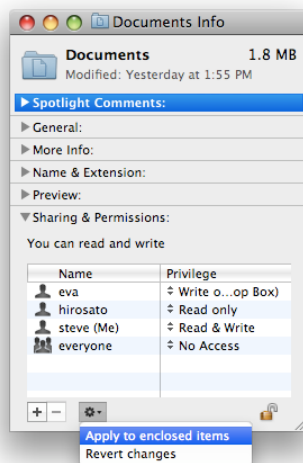 Documents Info
Documents 1.8 MB
Modified: Yesterday at 1:55 PM
Spotlight Comments:
General:
More Info:
Name & Extension:
Preview:
Sharing & Permissions:
You can read and write
Name Privilege
eva Write o...op Box)
hirosato Read only
steve (Me) Read & Write
everyone No Access
Apply to enclosed items
Revert changes